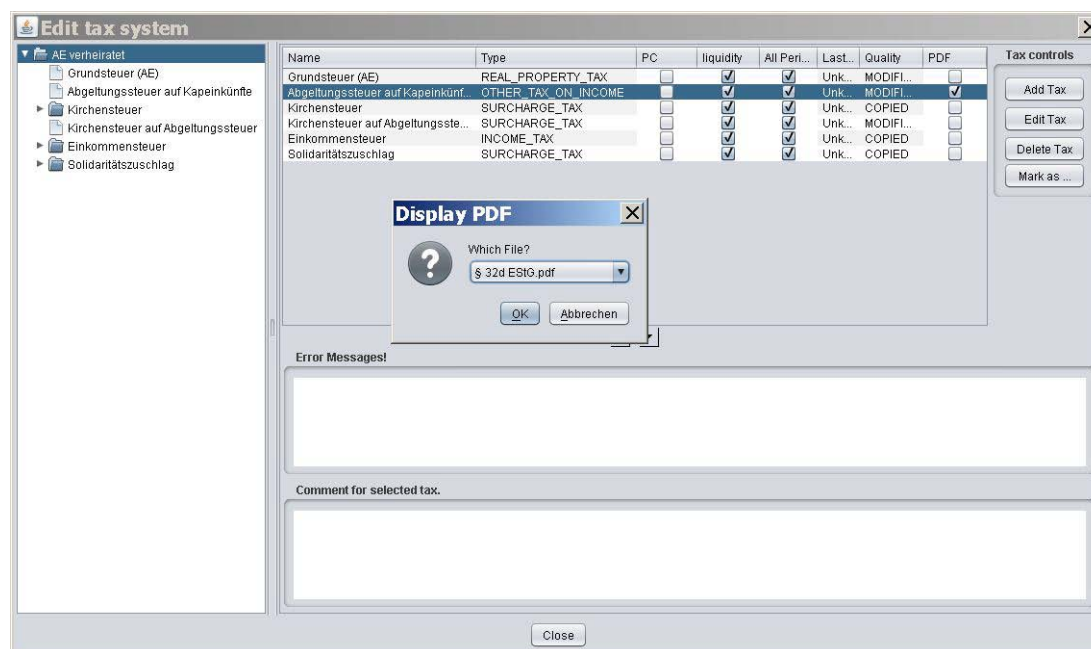 Edit tax system
AE verheiratet
Grundsteuer (AE)
Abgeltungssteuer auf Kapeinkünfte
Kirchensteuer
Kirchensteuer auf Abgeltungssteuer
Einkommensteuer
Solidaritätszuschlag
Name Type PC liquidity All Peri... Last... Quality PDF
Grundsteuer (AE) REAL_PROPERTY_TAX Unk... MODIFI...
Abgeltungssteuer auf Kapeinkünf... OTHER_TAX_ON_INCOME Unk... MODIFI...
Kirchensteuer SURCHARGE_TAX Unk... COPIED
Kirchensteuer auf Abgeltungsste... SURCHARGE_TAX Unk... MODIFI...
Einkommensteuer INCOME_TAX Unk... COPIED
Solidaritätszuschlag SURCHARGE_TAX Unk... COPIED
Tax controls
Add Tax
Edit Tax
Delete Tax
Mark as ...
Display PDF
Which File?
§ 32d EStG.pdf
OK Abbrechen
Error Messages!
Comment for selected tax.
Close